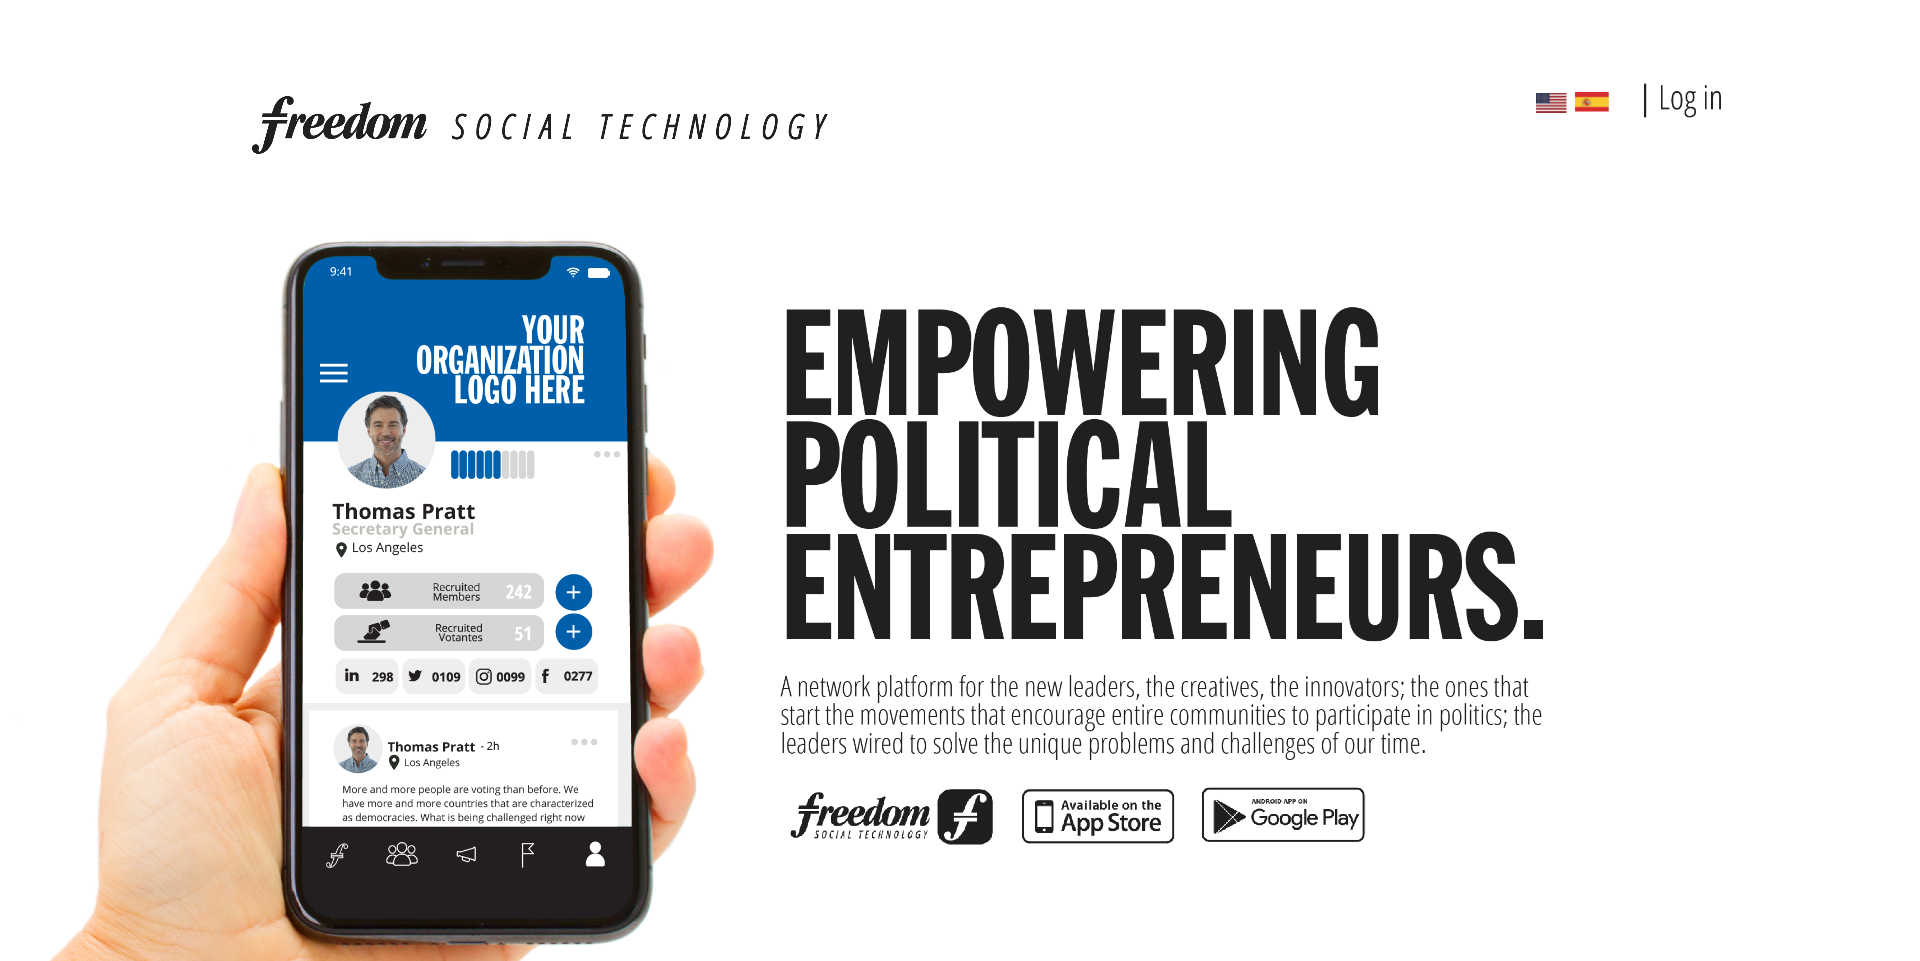 freedom SOCIAL TECHNOLOGY
| Log in
9:41
YOUR
ORGANIZATION
LOGO HERE
Thomas Pratt
Secretary General
Los Angeles
Recruited
Members
242
+
Recruited
Votantes
51
+
in 298
0109
0099
f 0277
Thomas Pratt - 2h
Los Angeles
More and more people are voting than before. We
have more and more countries that are characterized
as democracies. What is being challenged right now
EMPOWERING
POLITICAL
ENTREPRENEURS.
A network platform for the new leaders, the creatives, the innovators; the ones that
start the movements that encourage entire communities to participate in politics; the
leaders wired to solve the unique problems and challenges of our time.
freedom
SOCIAL TECHNOLOGY
Available on the
App Store
ANDROID APP ON
Google Play